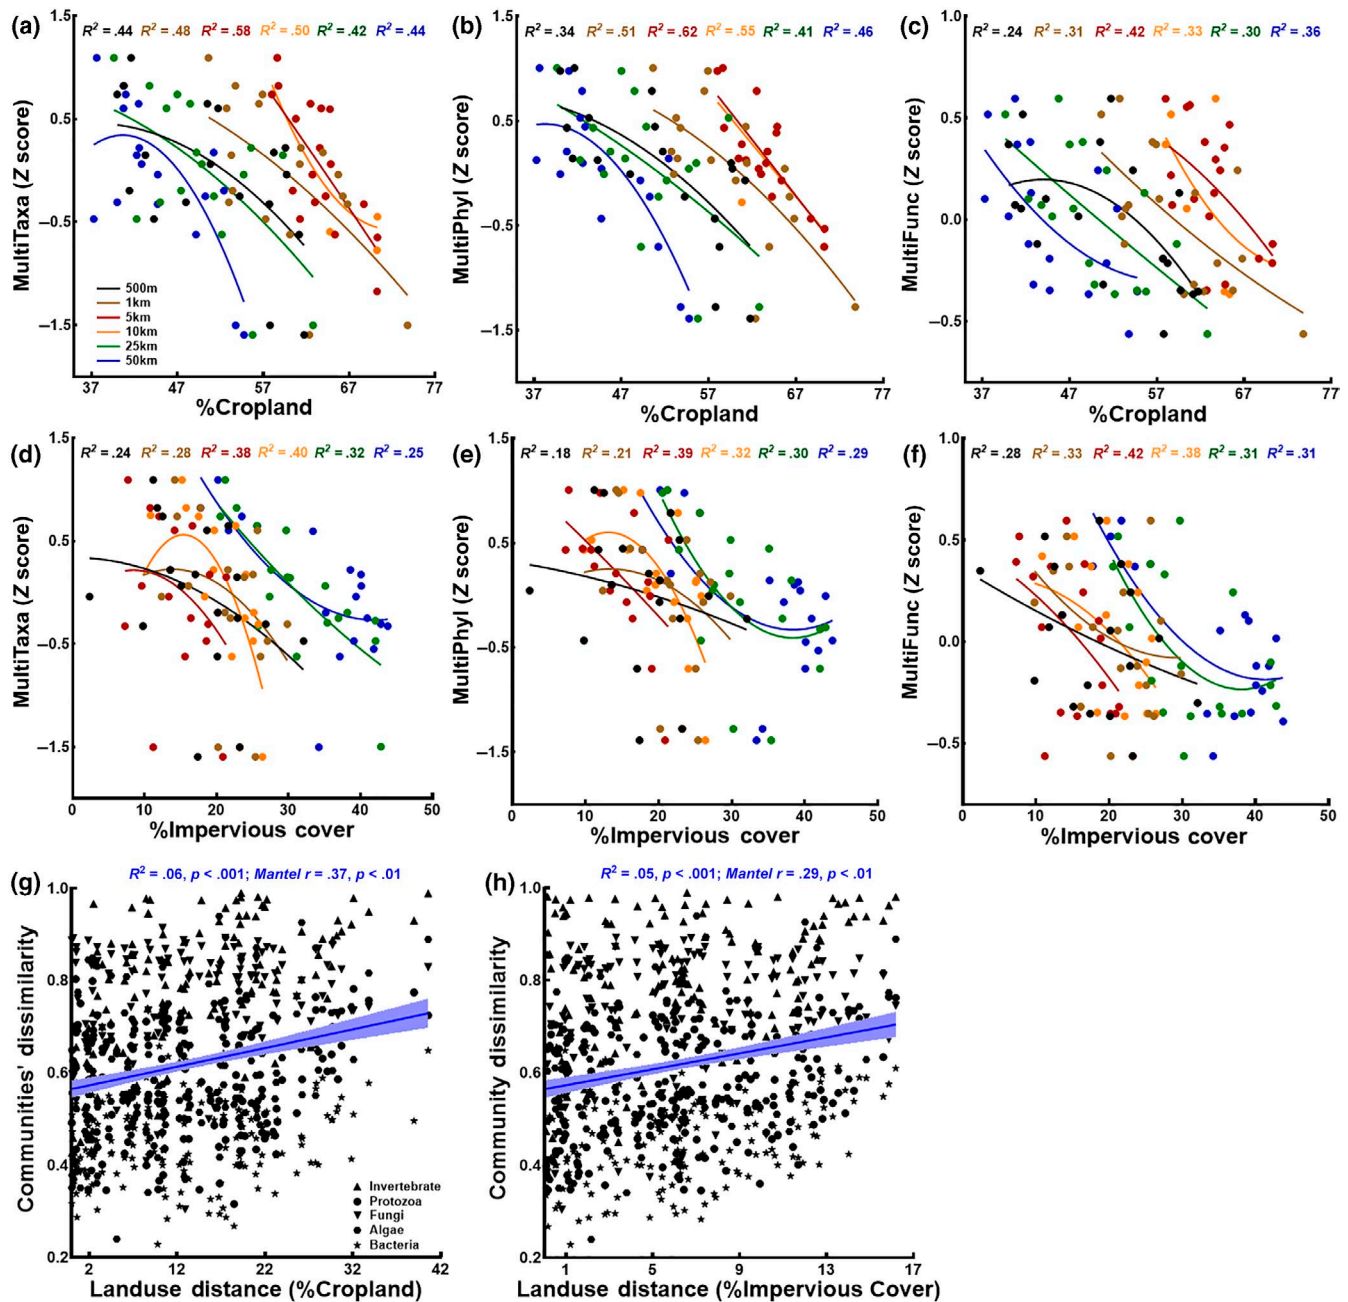 (a)
R² = .44 R² = .48 R² = .58 R² = .50 R² = .42 R² = .44
MultiTaxa (Z score)
1.5
0.5
−0.5
−1.5
500m
1km
5km
10km
25km
50km
37 47 57 67 77
%Cropland
(b)
R² = .34 R² = .51 R² = .62 R² = .55 R² = .41 R² = .46
MultiPhyl (Z score)
1.5
0.5
−0.5
−1.5
37 47 57 67 77
%Cropland
(c)
R² = .24 R² = .31 R² = .42 R² = .33 R² = .30 R² = .36
MultiFunc (Z score)
1.0
0.5
0.0
−0.5
37 47 57 67 77
%Cropland
(d)
R² = .24 R² = .28 R² = .38 R² = .40 R² = .32 R² = .25
MultiTaxa (Z score)
1.5
0.5
−0.5
−1.5
0 10 20 30 40 50
%Impervious cover
(e)
R² = .18 R² = .21 R² = .39 R² = .32 R² = .30 R² = .29
MultiPhyl (Z score)
1.5
0.5
−0.5
−1.5
0 10 20 30 40 50
%Impervious cover
(f)
R² = .28 R² = .33 R² = .42 R² = .38 R² = .31 R² = .31
MultiFunc (Z score)
1.0
0.5
0.0
−0.5
0 10 20 30 40 50
%Impervious cover
(g)
R² = .06, p < .001; Mantel r = .37, p < .01
Communities' dissimilarity
1.0
0.8
0.6
0.4
0.2
Invertebrate
Protozoa
Fungi
Algae
Bacteria
2 12 22 32 42
Landuse distance (%Cropland)
(h)
R² = .05, p < .001; Mantel r = .29, p < .01
Community dissimilarity
1.0
0.8
0.6
0.4
0.2
1 5 9 13 17
Landuse distance (%Impervious Cover)